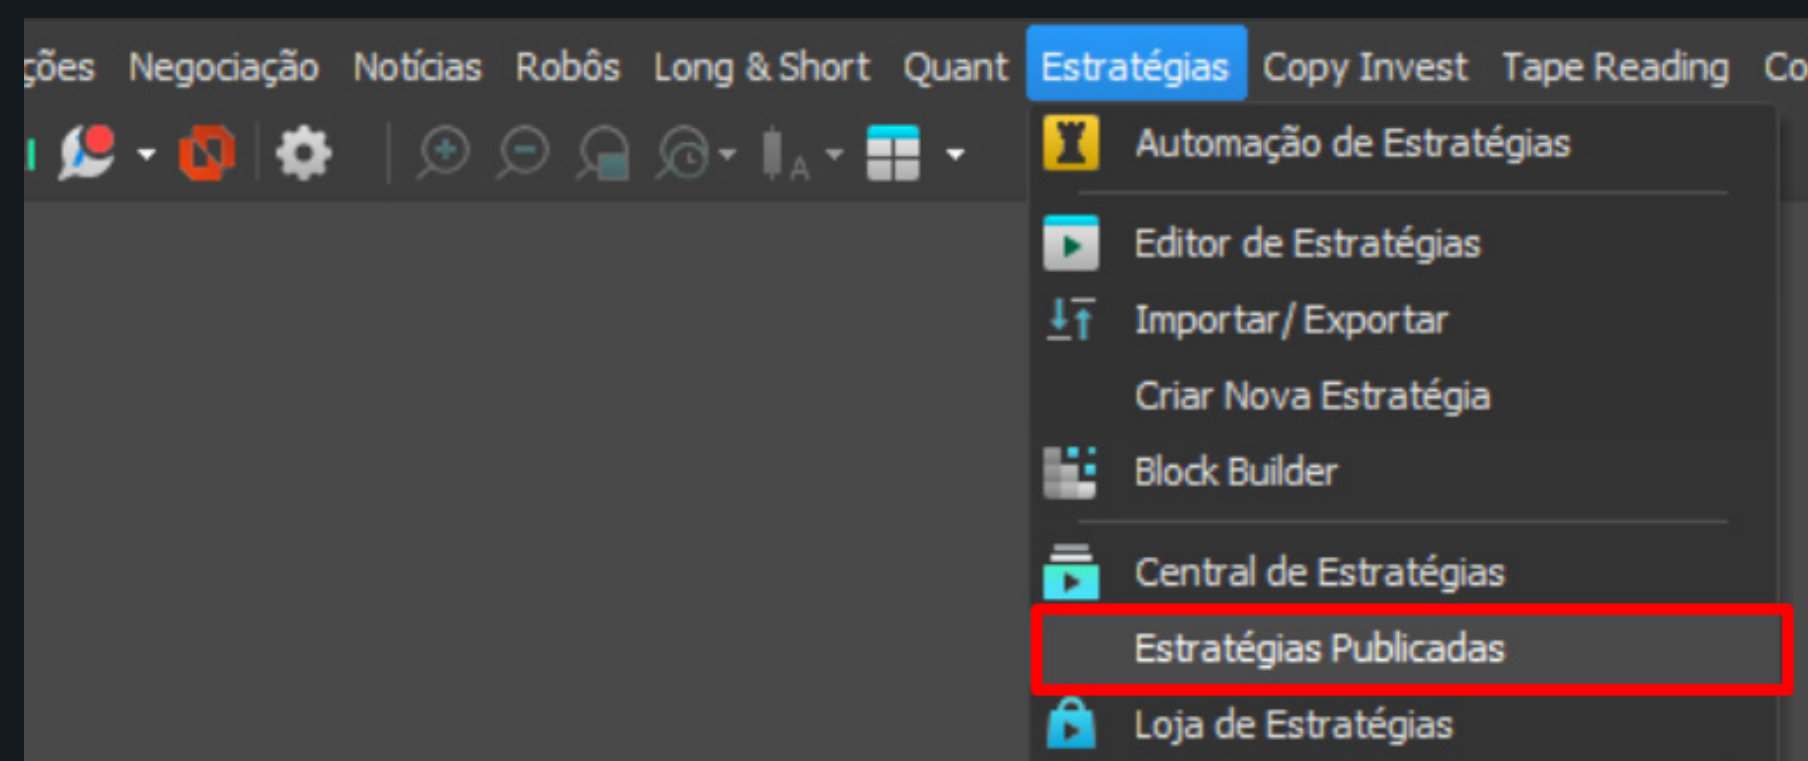 ções Negociação Notícias Robôs Long & Short Quant Estratégias Copy Invest Tape Reading Co
A
Automação de Estratégias
Editor de Estratégias
Importar/ Exportar
Criar Nova Estratégia
Block Builder
Central de Estratégias
Estratégias Publicadas
Loja de Estratégias